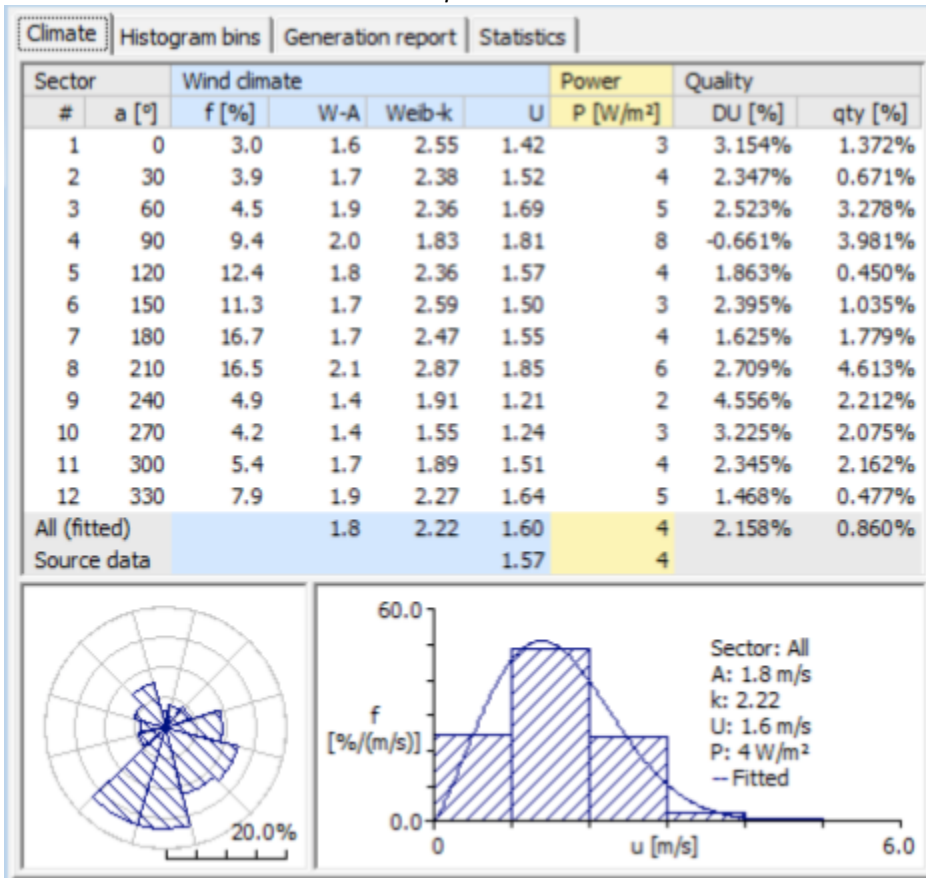 Climate Histogram bins Generation report Statistics
Sector Wind climate Power Quality
# a [º] f [%] W-A Weib-k U P [W/m²] DU [%] qty [%]
1 0 3.0 1.6 2.55 1.42 3 3.154% 1.372%
2 30 3.9 1.7 2.38 1.52 4 2.347% 0.671%
3 60 4.5 1.9 2.36 1.69 5 2.523% 3.278%
4 90 9.4 2.0 1.83 1.81 8 -0.661% 3.981%
5 120 12.4 1.8 2.36 1.57 4 1.863% 0.450%
6 150 11.3 1.7 2.59 1.50 3 2.395% 1.035%
7 180 16.7 1.7 2.47 1.55 4 1.625% 1.779%
8 210 16.5 2.1 2.87 1.85 6 2.709% 4.613%
9 240 4.9 1.4 1.91 1.21 2 4.556% 2.212%
10 270 4.2 1.4 1.55 1.24 3 3.225% 2.075%
11 300 5.4 1.7 1.89 1.51 4 2.345% 2.162%
12 330 7.9 1.9 2.27 1.64 5 1.468% 0.477%
All (fitted) 1.8 2.22 1.60 4 2.158% 0.860%
Source data 1.57 4
20.0%
60.0
f
[%/(m/s)]
0.0
0 u [m/s] 6.0
Sector: All
A: 1.8 m/s
k: 2.22
U: 1.6 m/s
P: 4 W/m²
-- Fitted